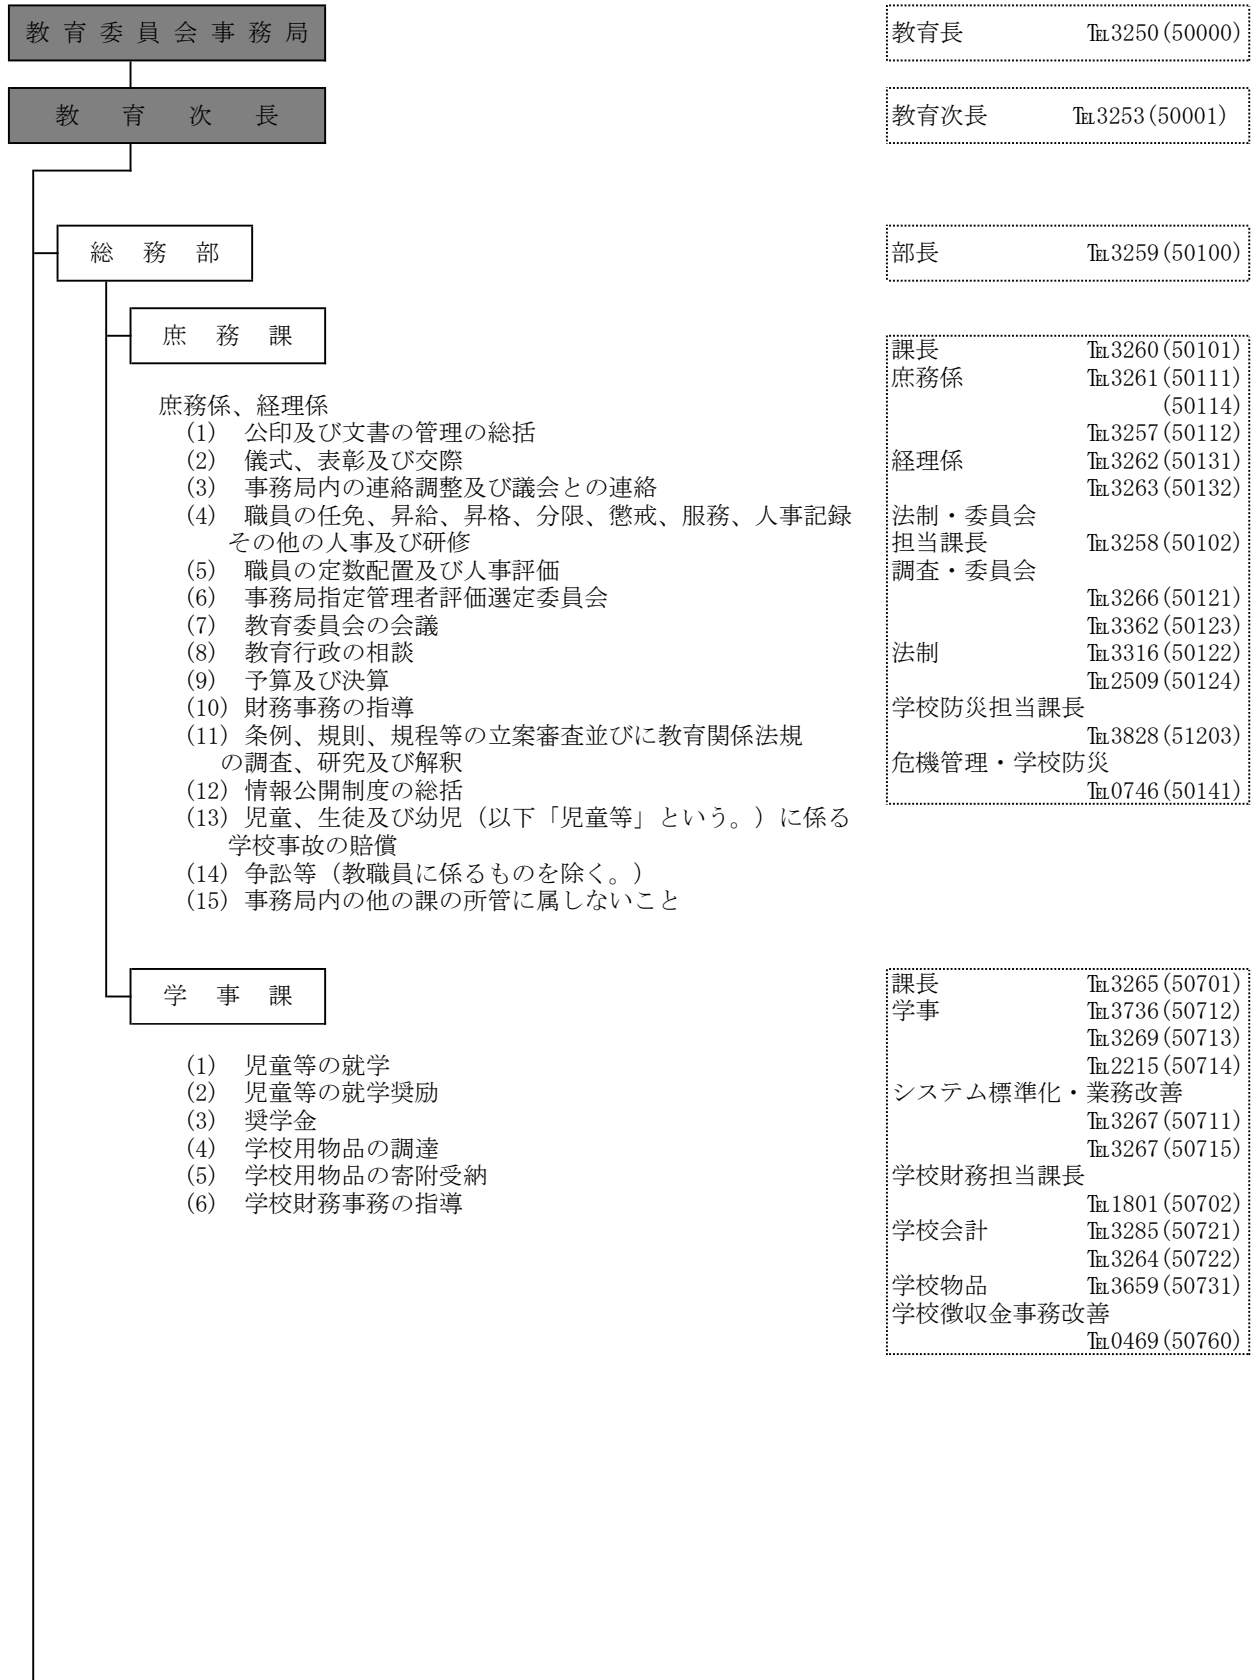 教育委員会事務局
教育長 ℡3250(50000)
教育次長
教育次長 ℡3253(50001)
総務部
部長 ℡3259(50100)
庶務課
庶務係、経理係
(1) 公印及び文書の管理の総括
(2) 儀式、表彰及び交際
(3) 事務局内の連絡調整及び議会との連絡
(4) 職員の任免、昇給、昇格、分限、懲戒、服務、人事記録
その他の人事及び研修
(5) 職員の定数配置及び人事評価
(6) 事務局指定管理者評価選定委員会
(7) 教育委員会の会議
(8) 教育行政の相談
(9) 予算及び決算
(10) 財務事務の指導
(11) 条例、規則、規程等の立案審査並びに教育関係法規
の調査、研究及び解釈
(12) 情報公開制度の総括
(13) 児童、生徒及び幼児（以下「児童等」という。）に係る
学校事故の賠償
(14) 争訟等（教職員に係るものを除く。）
(15) 事務局内の他の課の所管に属しないこと
課長 ℡3260(50101)
庶務係 ℡3261(50111)
(50114)
℡3257(50112)
経理係 ℡3262(50131)
℡3263(50132)
法制・委員会
担当課長 ℡3258(50102)
調査・委員会
℡3266(50121)
℡3362(50123)
法制 ℡3316(50122)
℡2509(50124)
学校防災担当課長
℡3828(51203)
危機管理・学校防災
℡0746(50141)
学事課
(1) 児童等の就学
(2) 児童等の就学奨励
(3) 奨学金
(4) 学校用物品の調達
(5) 学校用物品の寄附受納
(6) 学校財務事務の指導
課長 ℡3265(50701)
学事 ℡3736(50712)
℡3269(50713)
℡2215(50714)
システム標準化・業務改善
℡3267(50711)
℡3267(50715)
学校財務担当課長
℡1801(50702)
学校会計 ℡3285(50721)
℡3264(50722)
学校物品 ℡3659(50731)
学校徴収金事務改善
℡0469(50760)